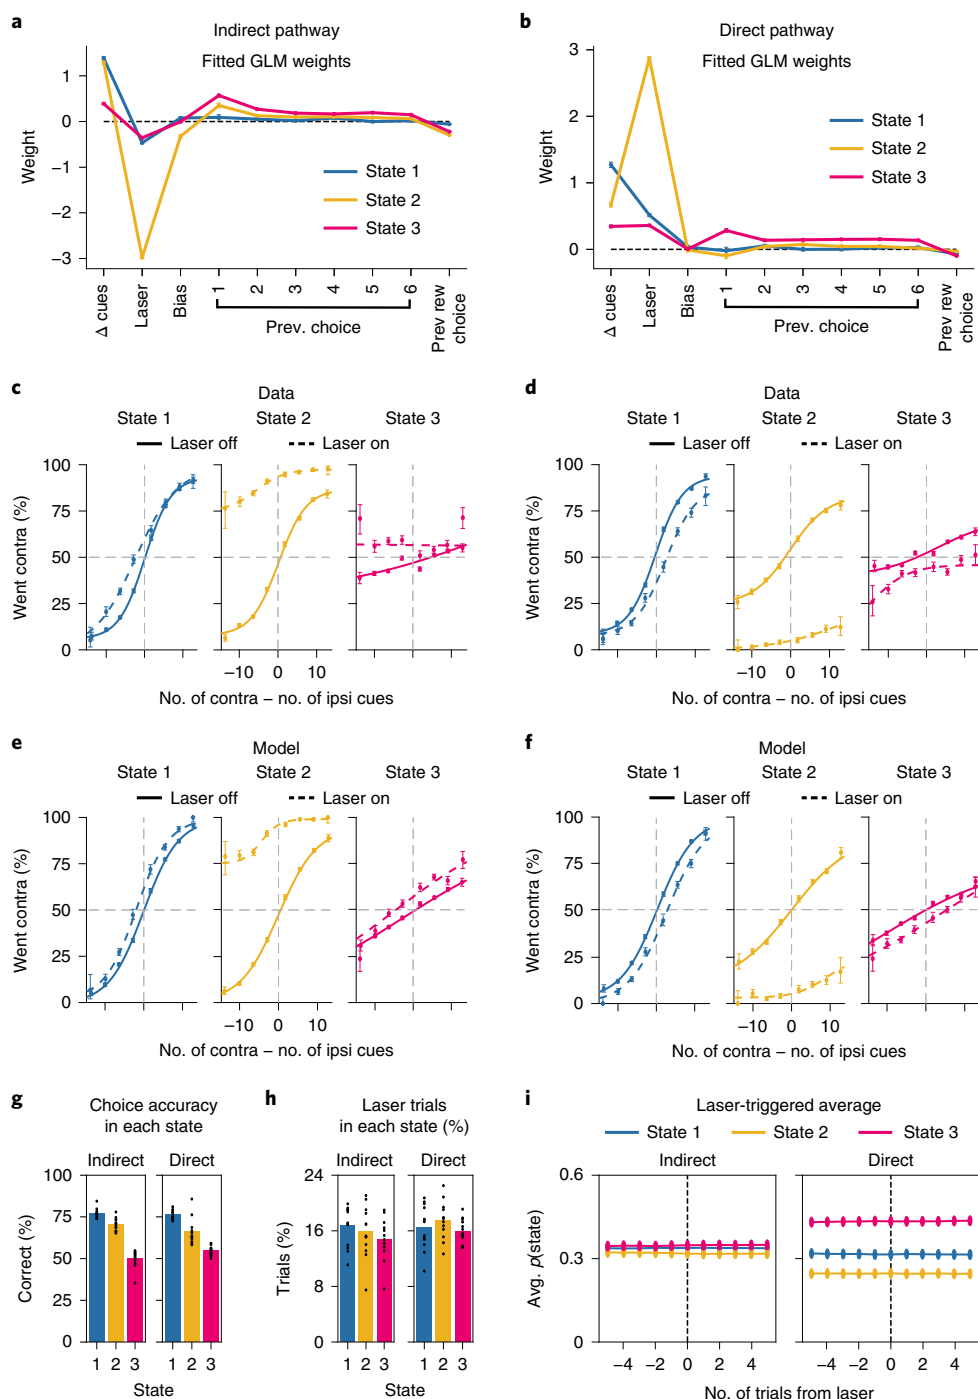 a
Indirect pathway
Fitted GLM weights
Weight
1
0
−1
−2
−3
State 1
State 2
State 3
Δ cues
Laser
Bias
1
2
3
4
5
6
Prev rew choice
Prev. choice
b
Direct pathway
Fitted GLM weights
Weight
3
2
1
0
State 1
State 2
State 3
Δ cues
Laser
Bias
1
2
3
4
5
6
Prev rew choice
Prev. choice
c
Data
State 1 State 2 State 3
Laser off Laser on
Went contra (%)
100
75
50
25
0
−10 0 10
No. of contra – no. of ipsi cues
d
Data
State 1 State 2 State 3
Laser off Laser on
Went contra (%)
100
75
50
25
0
−10 0 10
No. of contra – no. of ipsi cues
e
Model
State 1 State 2 State 3
Laser off Laser on
Went contra (%)
100
75
50
25
0
−10 0 10
No. of contra – no. of ipsi cues
f
Model
State 1 State 2 State 3
Laser off Laser on
Went contra (%)
100
75
50
25
0
−10 0 10
No. of contra – no. of ipsi cues
g
Choice accuracy
in each state
Indirect Direct
Correct (%)
100
75
50
25
0
1 2 3 1 2 3
State
h
Laser trials
in each state (%)
Indirect Direct
Trials (%)
24
16
8
0
1 2 3 1 2 3
State
i
Laser-triggered average
State 1 State 2 State 3
Indirect Direct
Avg. p(state)
0.6
0.3
0
−4 −2 0 2 4 −4 −2 0 2 4
No. of trials from laser